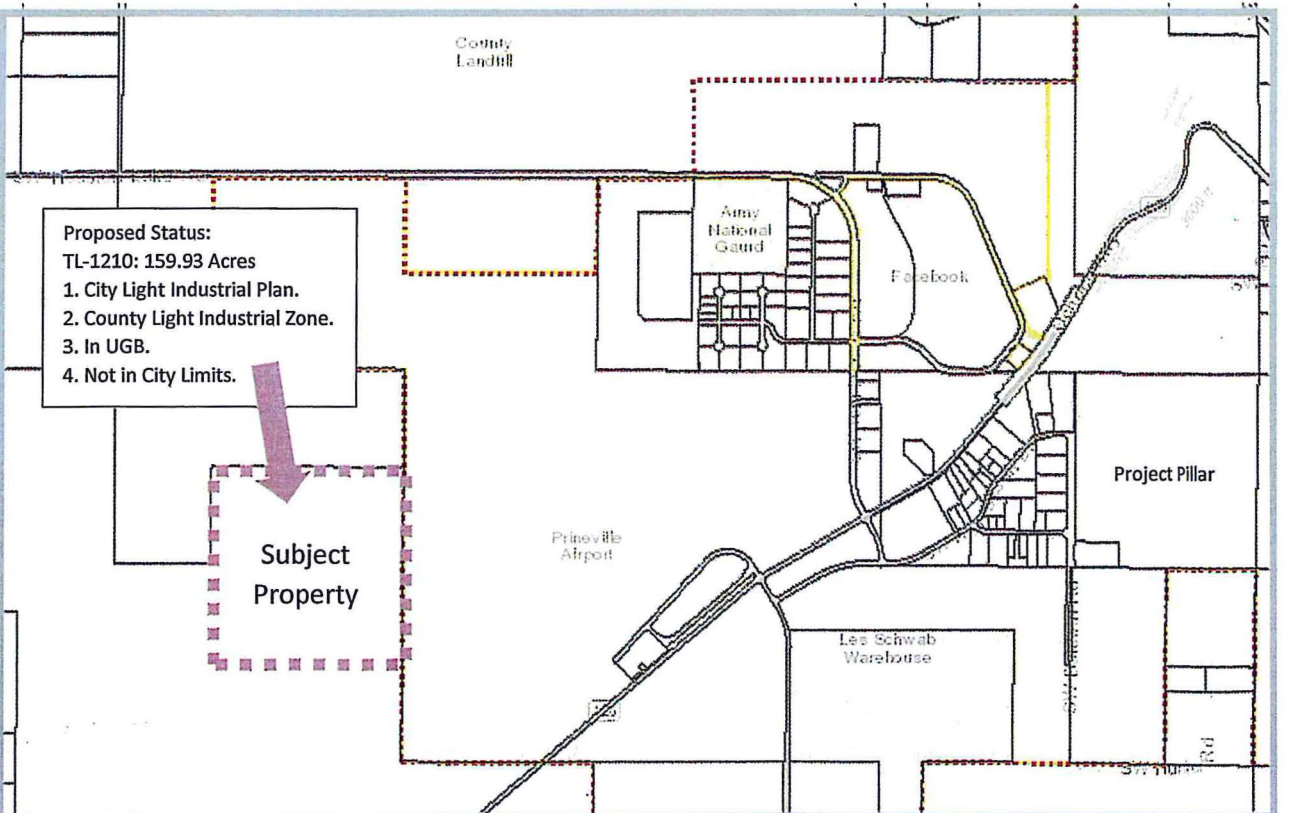 County
Landfill
Proposed Status:
TL-1210: 159.93 Acres
1. City Light Industrial Plan.
2. County Light Industrial Zone.
3. In UGB.
4. Not in City Limits.
Army
National
Gaurd
Facebook
Project Pillar
Subject
Property
Prineville
Airport
Les Schwab
Warehouse
Rd